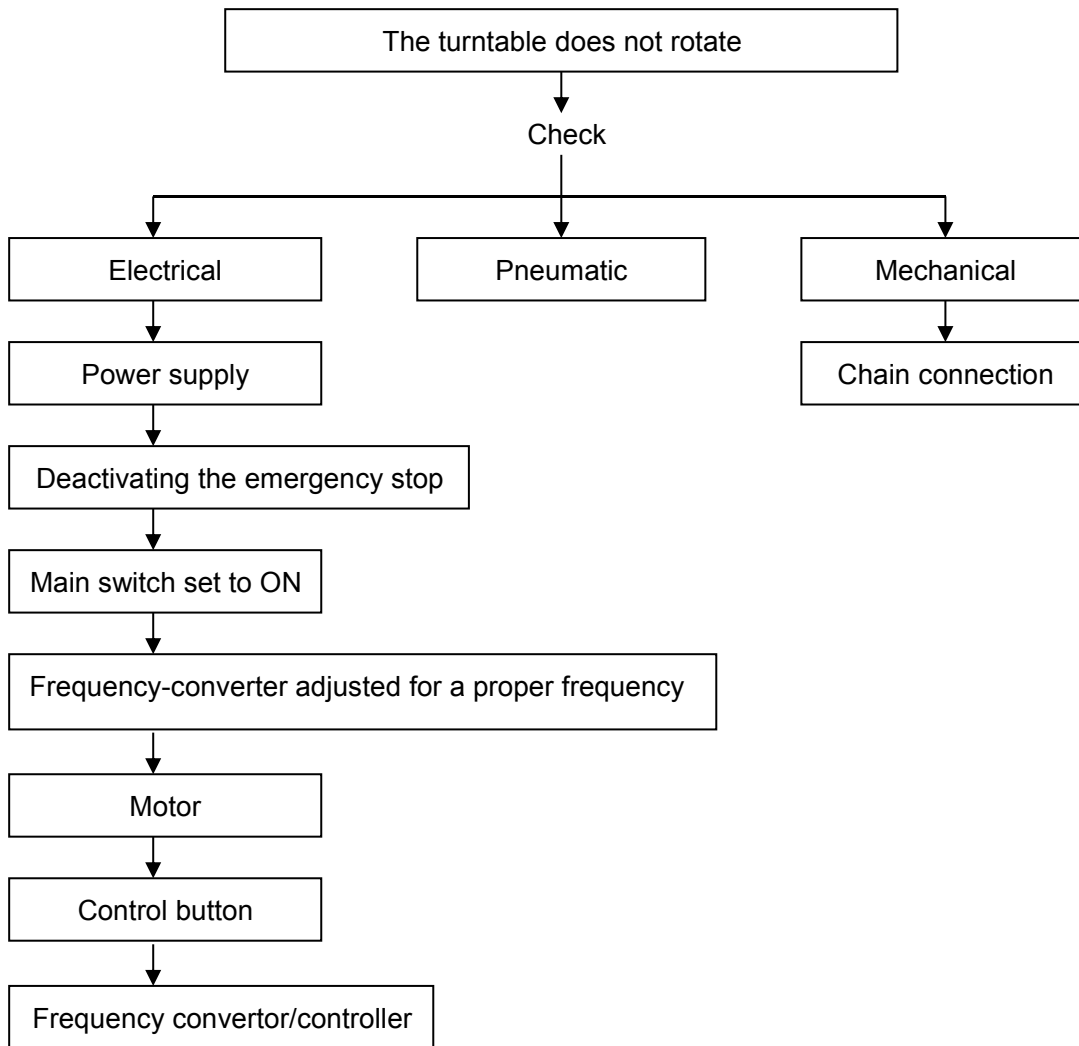 The turntable does not rotate
Check
Electrical
Pneumatic
Mechanical
Power supply
Chain connection
Deactivating the emergency stop
Main switch set to ON
Frequency-converter adjusted for a proper frequency
Motor
Control button
Frequency convertor/controller